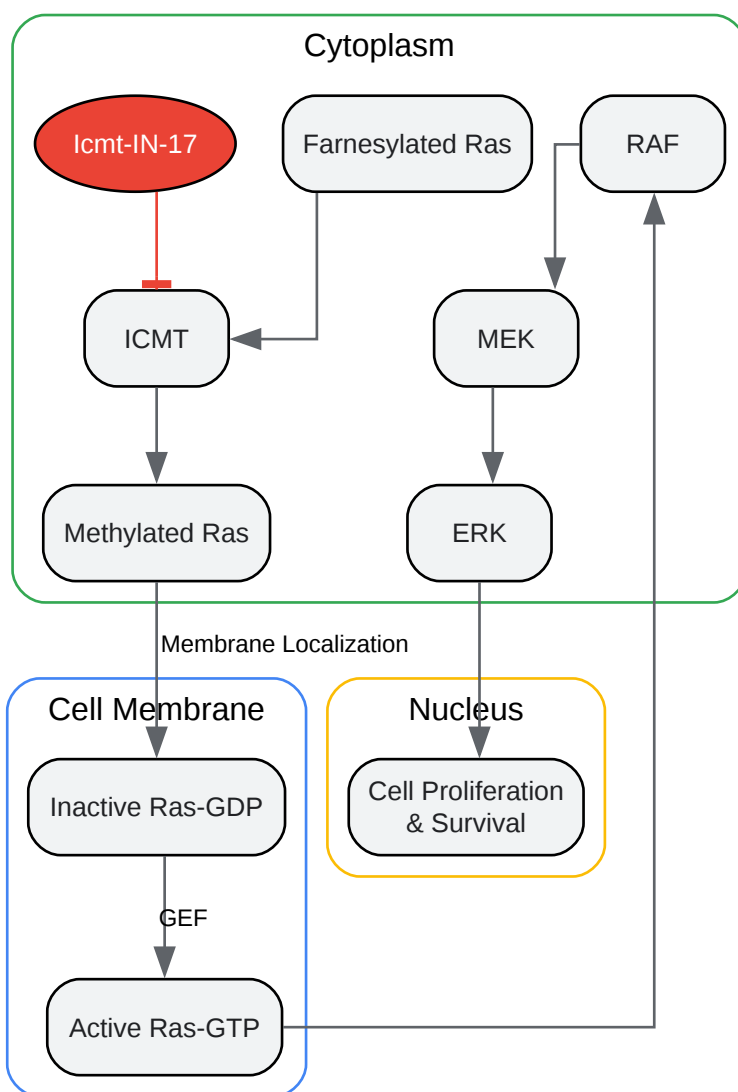 Cytoplasm
Icmt-IN-17
Farnesylated Ras
RAF
ICMT
MEK
Methylated Ras
ERK
Membrane Localization
Cell Membrane
Nucleus
Inactive Ras-GDP
Cell Proliferation
& Survival
GEF
Active Ras-GTP